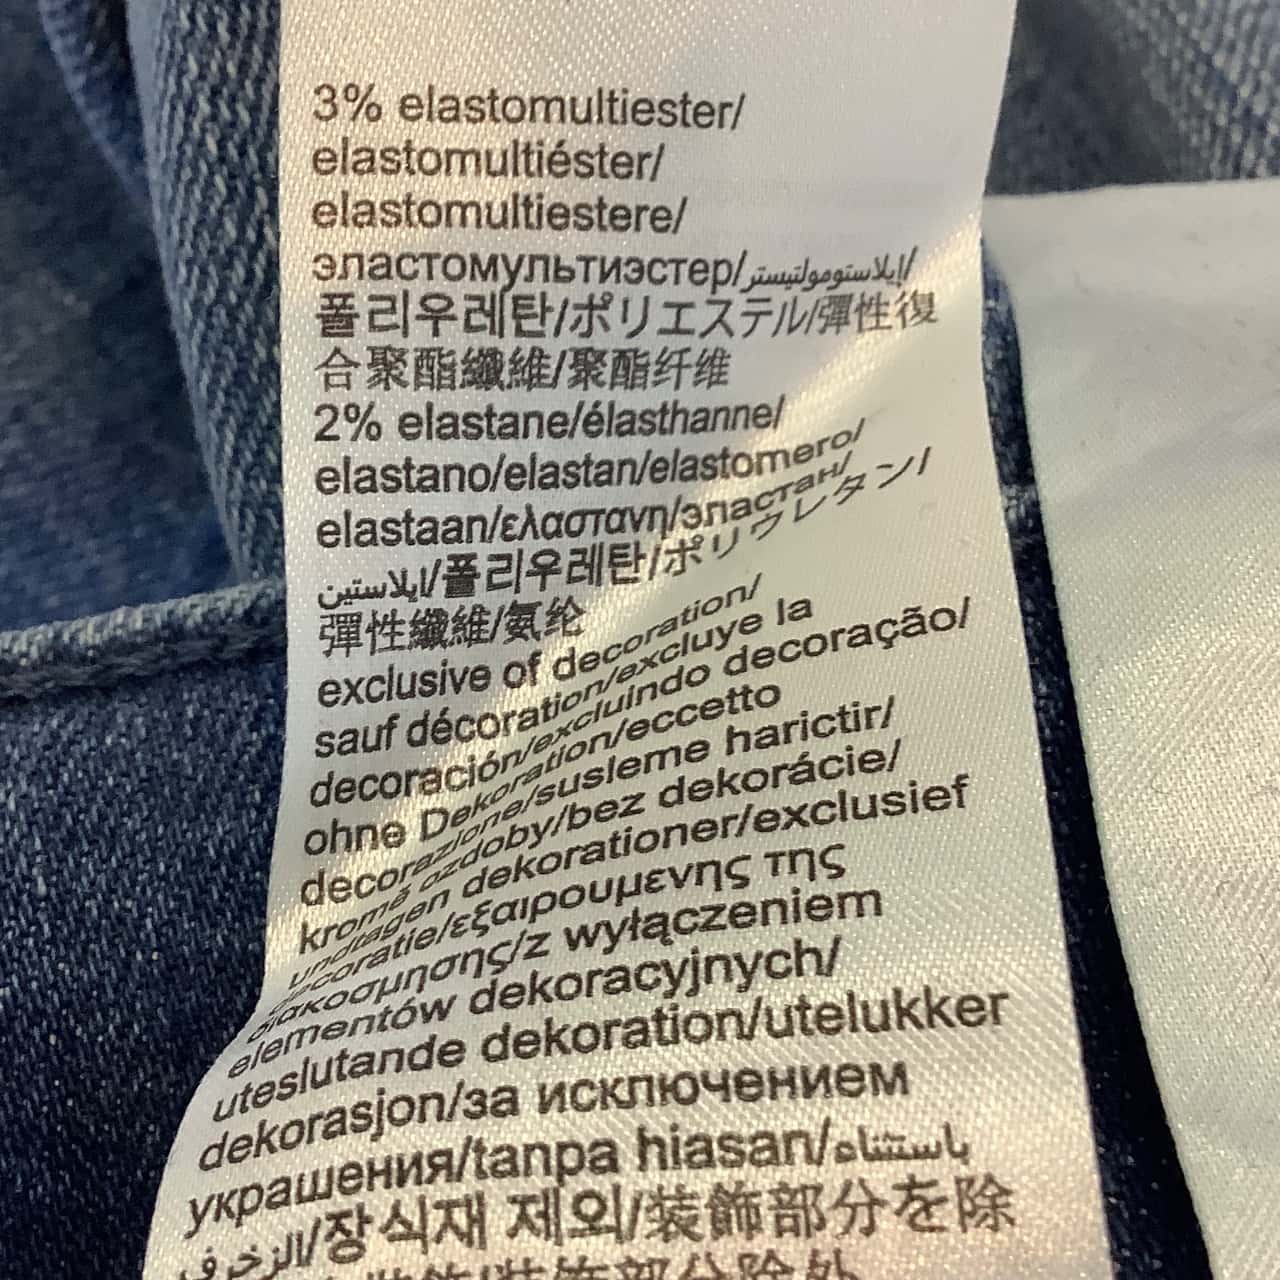 3% elastomultiester/
elastomultiéster/
elastomultiestere/
эластомультиэстер/إيلاستومولتيستر/
폴리우레탄/ポリエステル/彈性復
合聚酯纖維/聚酯纤维
2% elastane/élasthanne/
elastano/elastan/elastomero/
elastaan/ελαστανη/эластан/
ايلاستين/폴리우레탄/ポリウレタン/
彈性纖維/氨纶
exclusive of decoration/
sauf décoration/excluye la
decoración/excluindo decoração/
ohne Dekoration/eccetto
decorazione/susleme harictir/
kromě ozdoby/bez dekorácie/
undtagen dekorationer/exclusief
decoratie/εξαιρουμενης της
διακοσμησης/z wyłączeniem
elementów dekoracyjnych/
uteslutande dekoration/utelukker
dekorasjon/за исключением
украшения/tanpa hiasan/باستثناء
الزخرف/장식재 제외/装飾部分を除